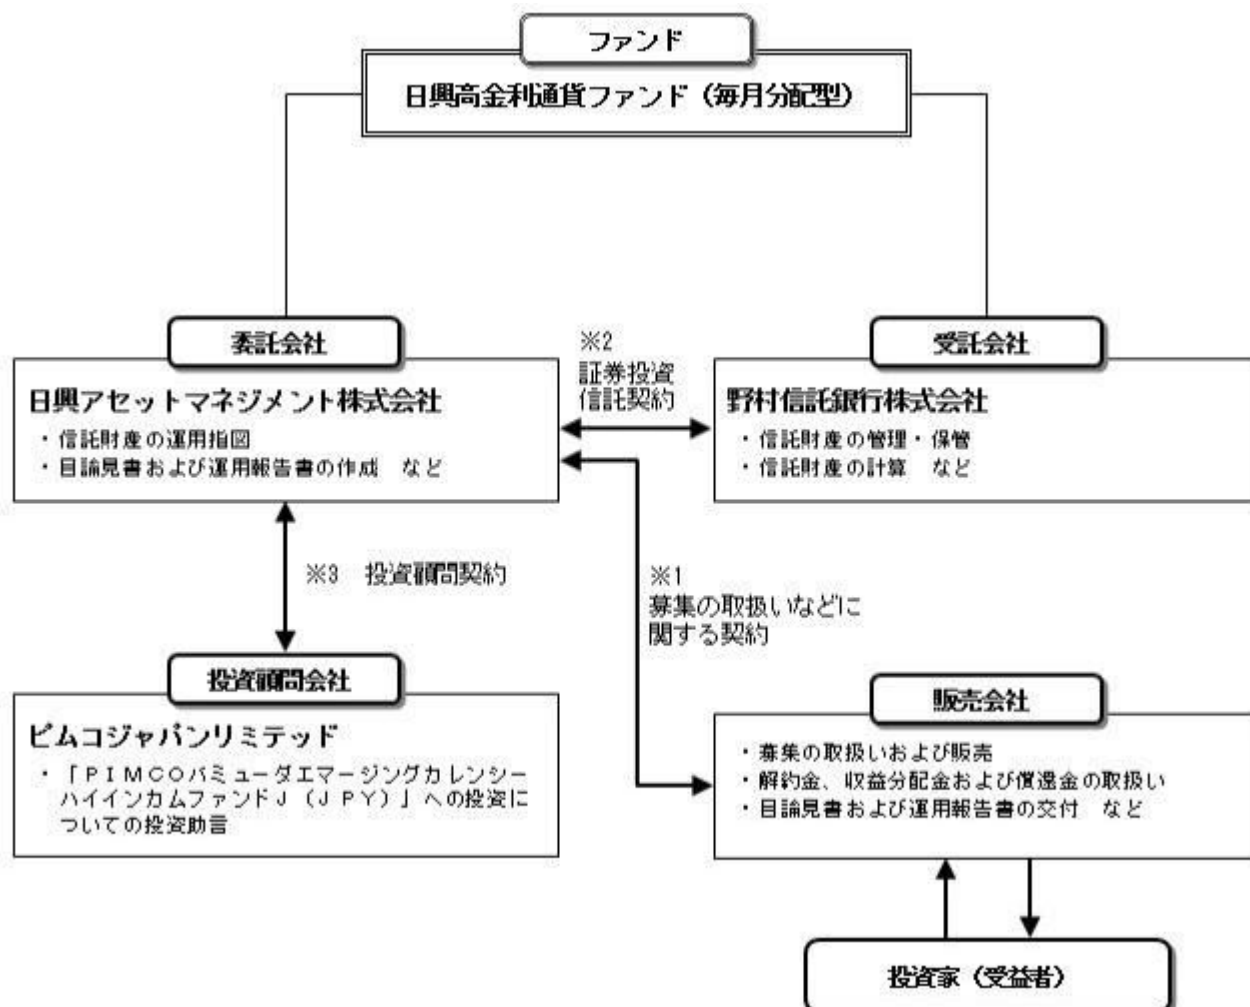 ファンド
日興高金利通貨ファンド（毎月分配型）
委託会社
日興アセットマネジメント株式会社
・信託財産の運用指図
・目論見書および運用報告書の作成　など
※2
証券投資
信託契約
受託会社
野村信託銀行株式会社
・信託財産の管理・保管
・信託財産の計算　など
※3　投資顧問契約
※1
募集の取扱いなどに
関する契約
投資顧問会社
ピムコジャパンリミテッド
・「ＰＩＭＣＯバミューダエマージングカレンシー
ハイインカムファンドＪ（ＪＰＹ）」への投資に
ついての投資助言
販売会社
・募集の取扱いおよび販売
・解約金、収益分配金および償還金の取扱い
・目論見書および運用報告書の交付　など
投資家（受益者）